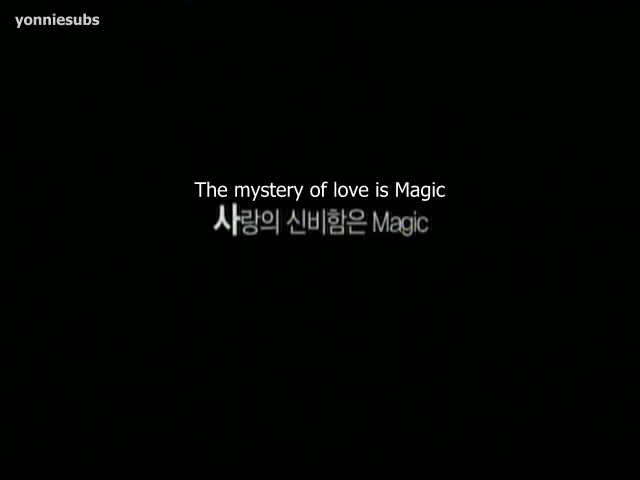 yonniesubs
The mystery of love is Magic
사랑의 신비함은 Magic